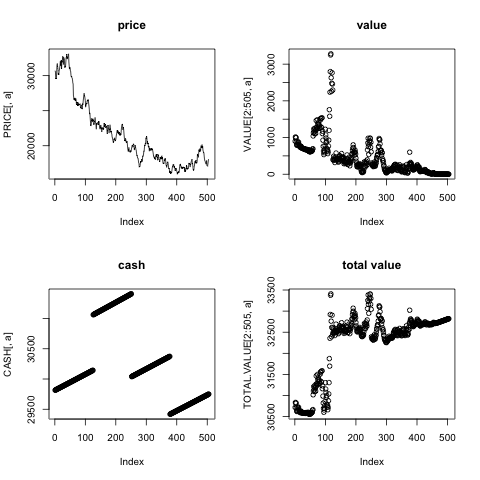 price
PRICE[, a]
30000
20000
0 100 200 300 400 500
Index
value
VALUE[2:505, a]
3000
2000
1000
0
0 100 200 300 400 500
Index
cash
CASH[, a]
30500
29500
0 100 200 300 400 500
Index
total value
TOTAL.VALUE[2:505, a]
33500
32500
31500
30500
0 100 200 300 400 500
Index